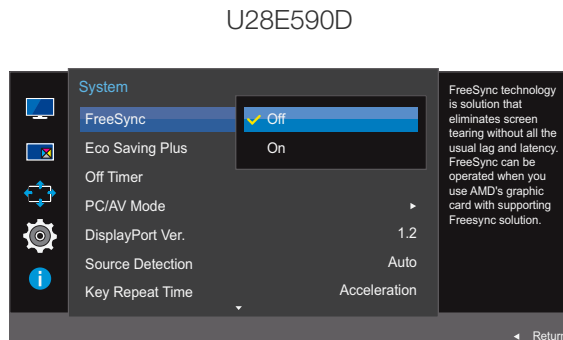 U28E590D
System
FreeSync
Off
Eco Saving Plus
On
Off Timer
PC/AV Mode
DisplayPort Ver. 1.2
Source Detection Auto
Key Repeat Time Acceleration
FreeSync technology
is solution that
eliminates screen
tearing without all the
usual lag and latency.
FreeSync can be
operated when you
use AMD's graphic
card with supporting
Freesync solution.
Return